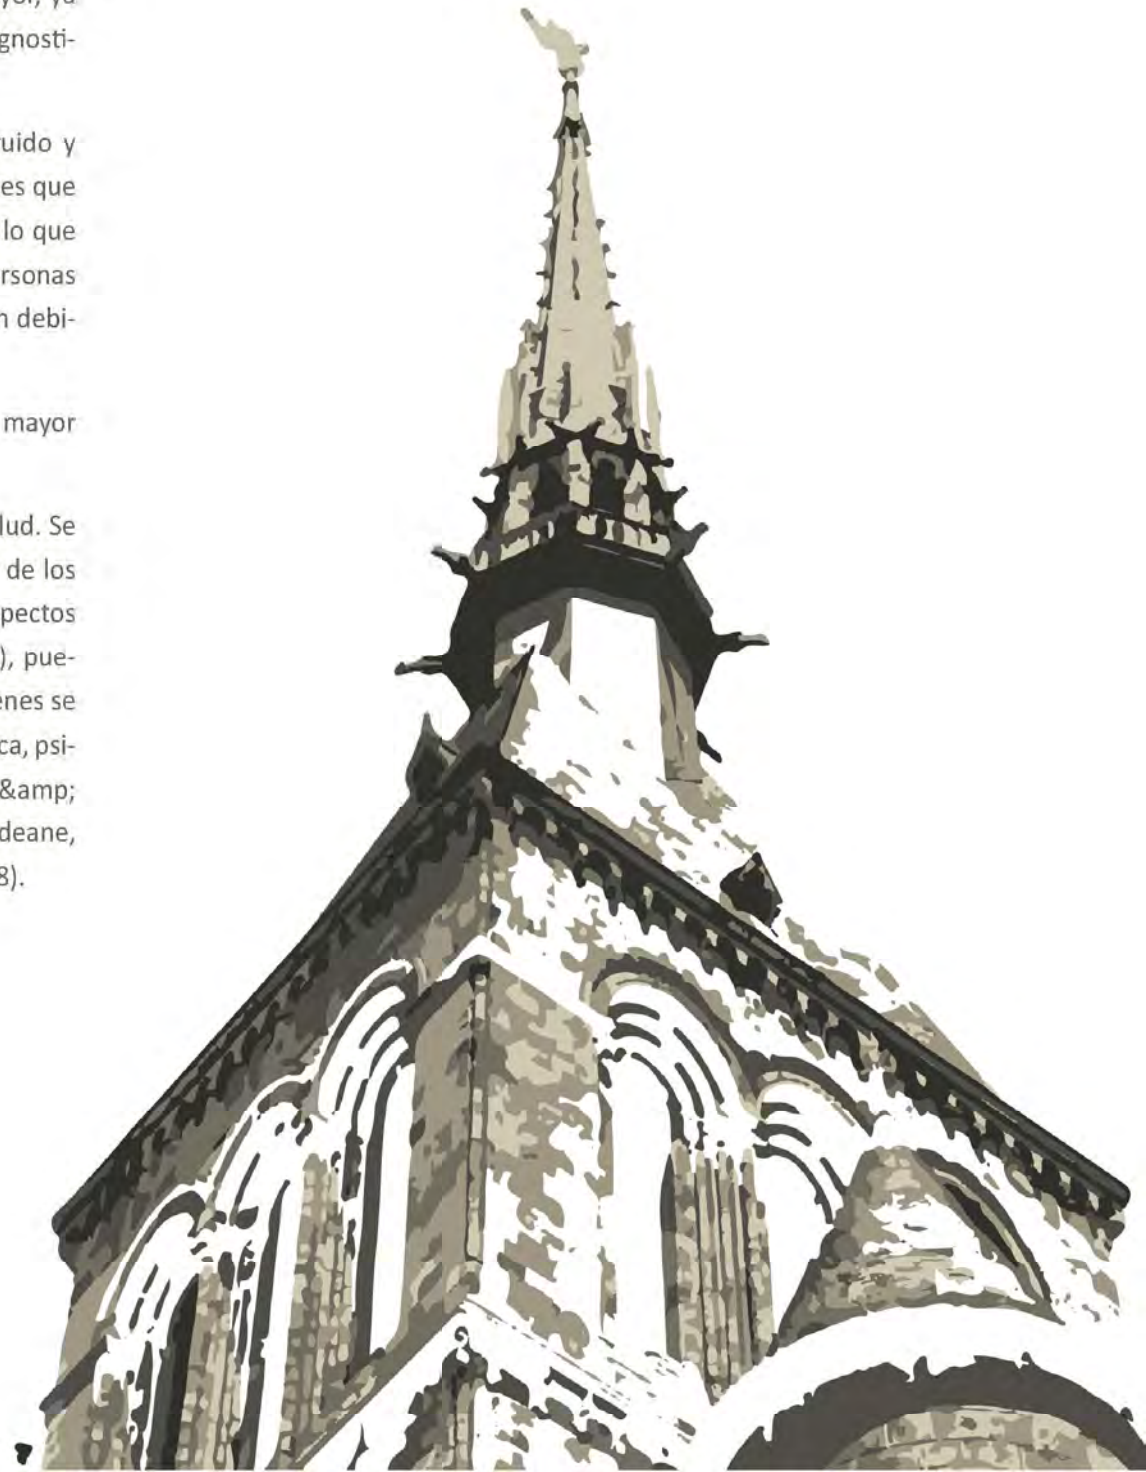 gnosti-
uido y
es que
lo que
rsonas
n debi-
mayor
lud. Se
de los
pectos
), pue-
enes se
ca, psi-
&amp;
deane,
8).